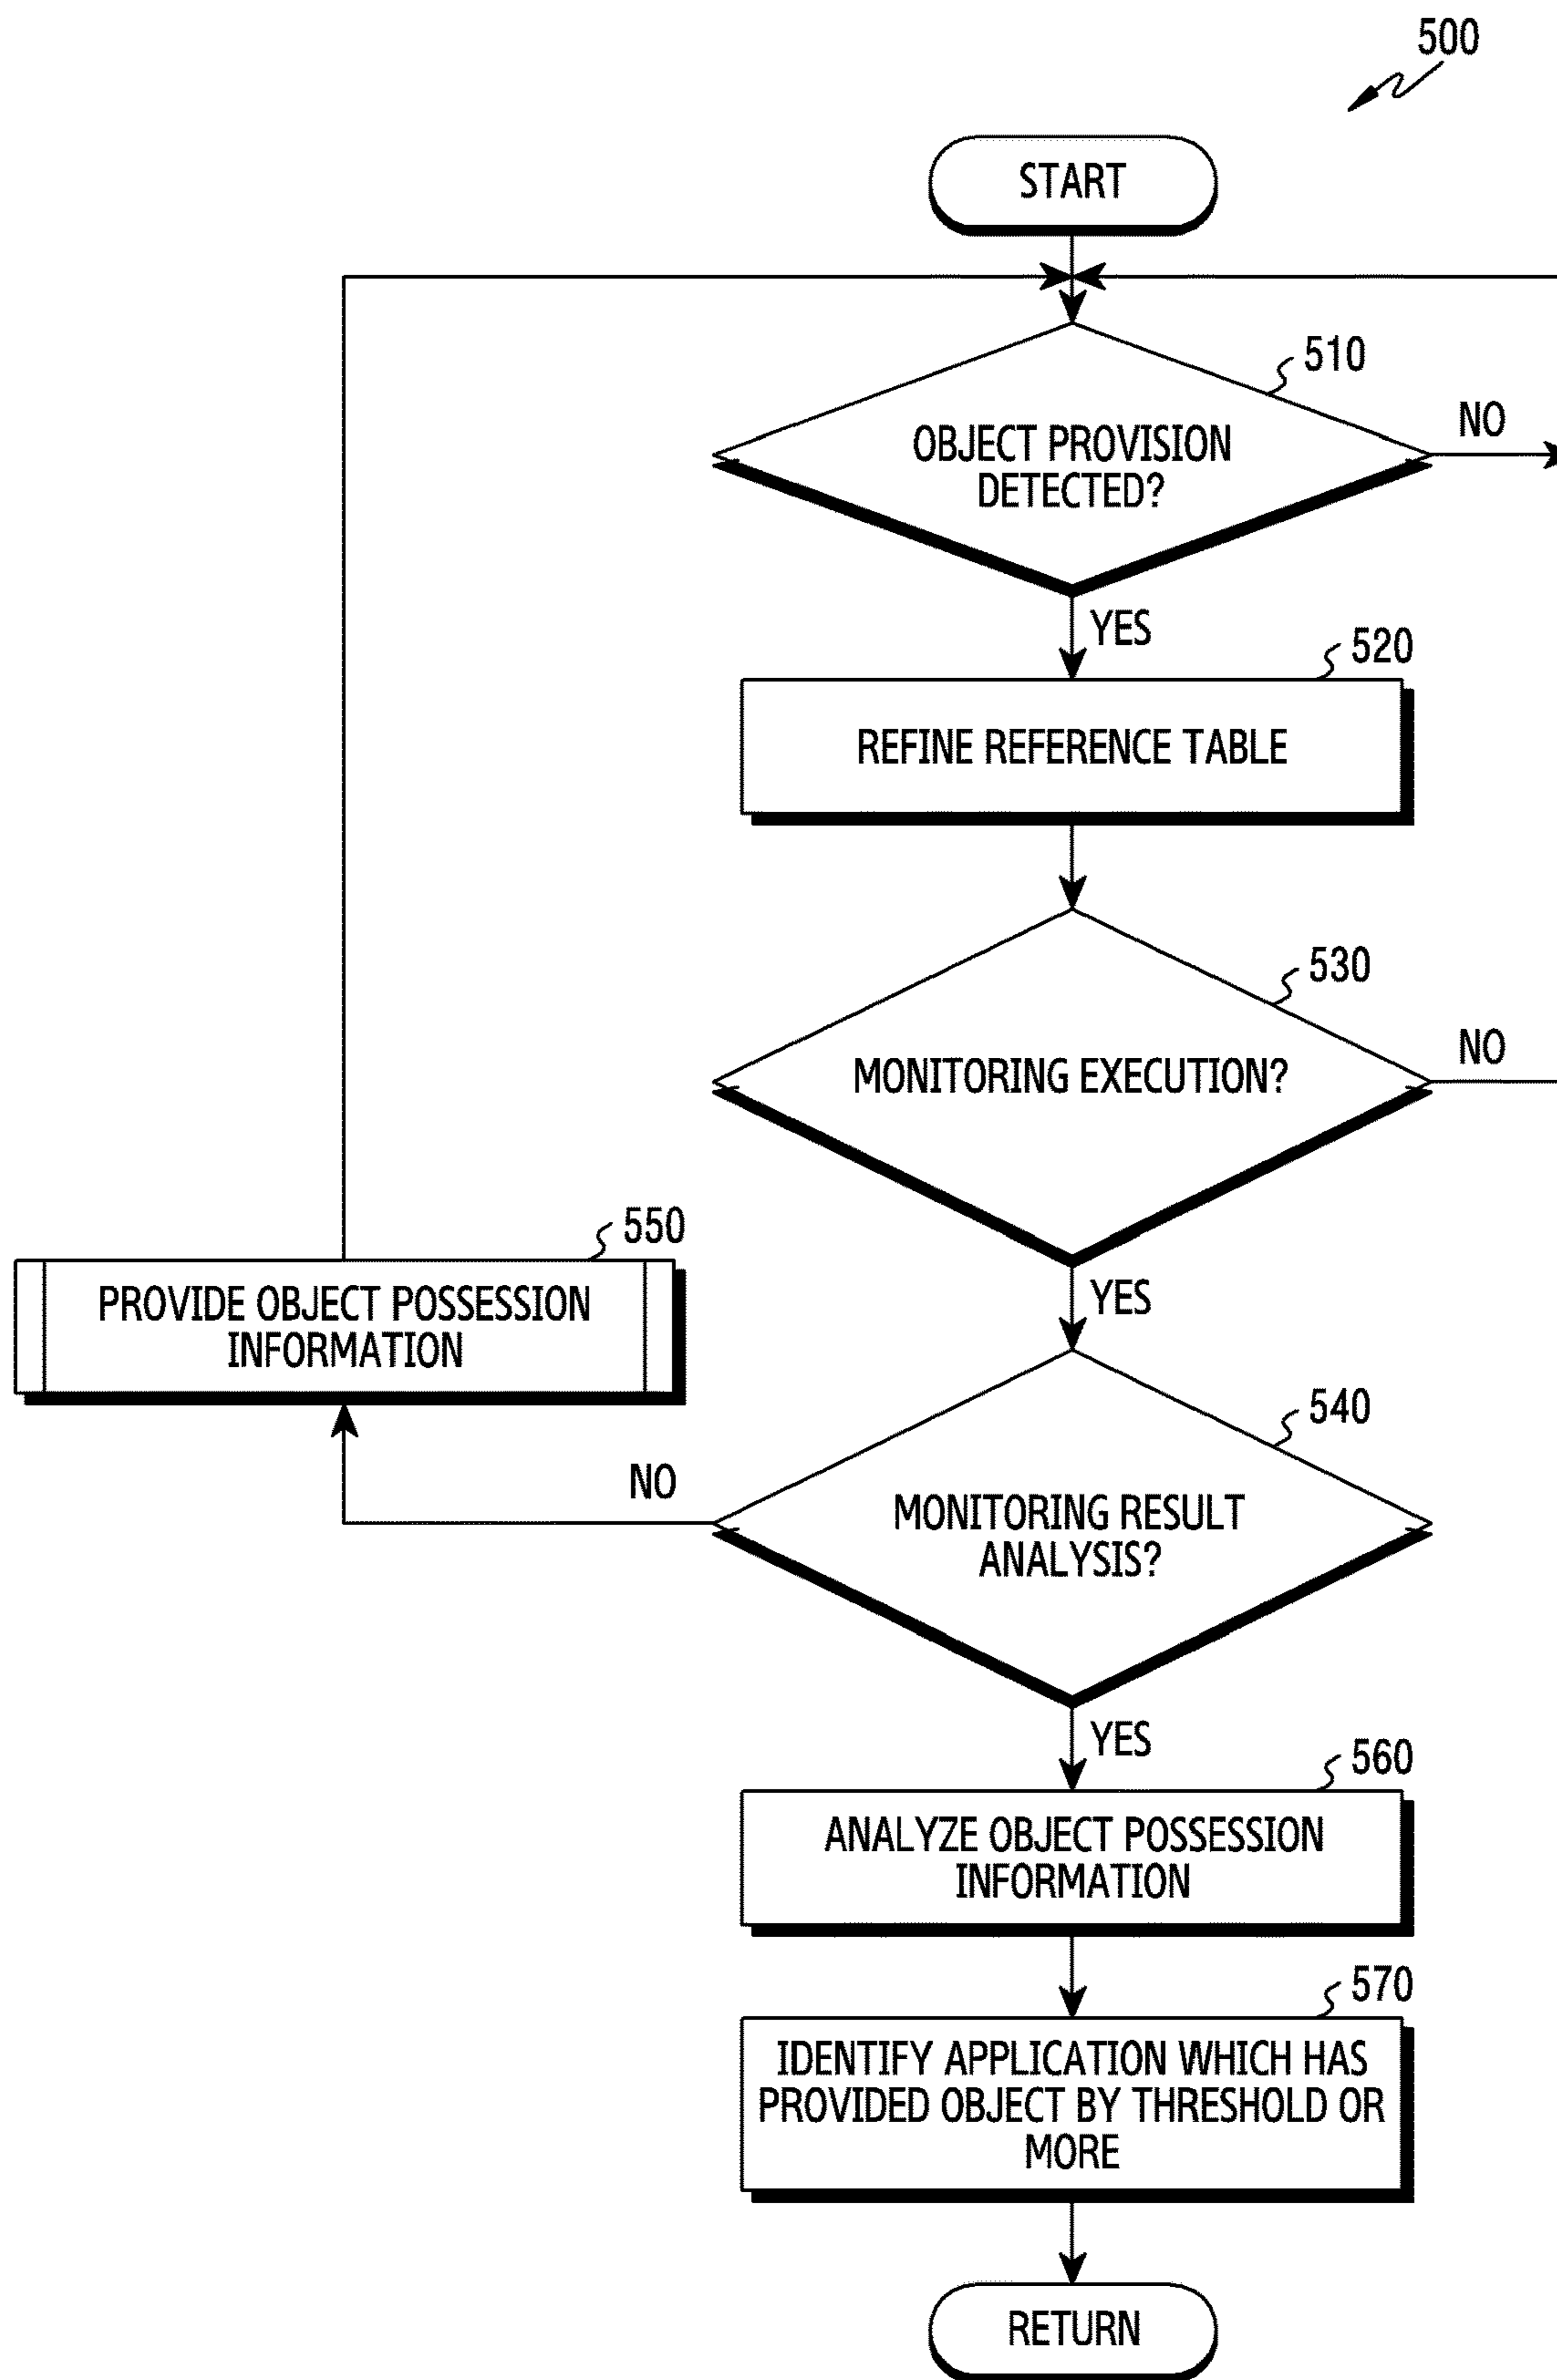 500
START
510
OBJECT PROVISION
DETECTED?
NO
YES
520
REFINE REFERENCE TABLE
530
MONITORING EXECUTION?
NO
YES
550
PROVIDE OBJECT POSSESSION
INFORMATION
540
MONITORING RESULT
ANALYSIS?
NO
YES
560
ANALYZE OBJECT POSSESSION
INFORMATION
570
IDENTIFY APPLICATION WHICH HAS
PROVIDED OBJECT BY THRESHOLD OR
MORE
RETURN